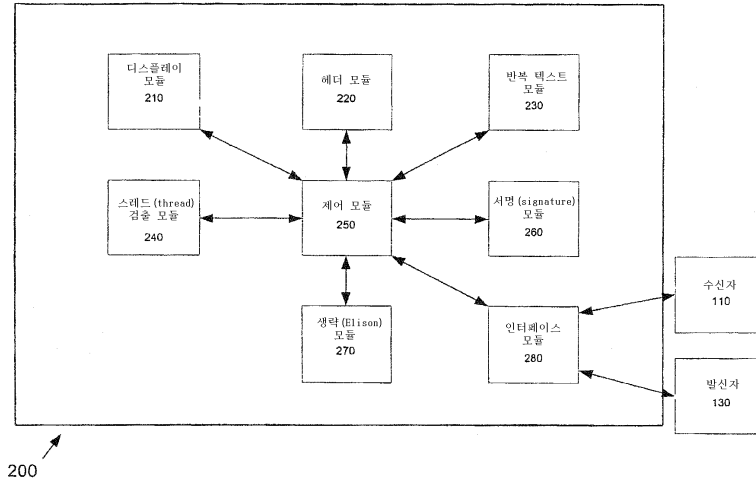 디스플레이
모듈
210
헤더 모듈
220
반복 텍스트
모듈
230
스레드(thread)
검출 모듈
240
제어 모듈
250
서명(signature)
모듈
260
생략(Elison)
모듈
270
인터페이스
모듈
280
수신자
110
발신자
130
200